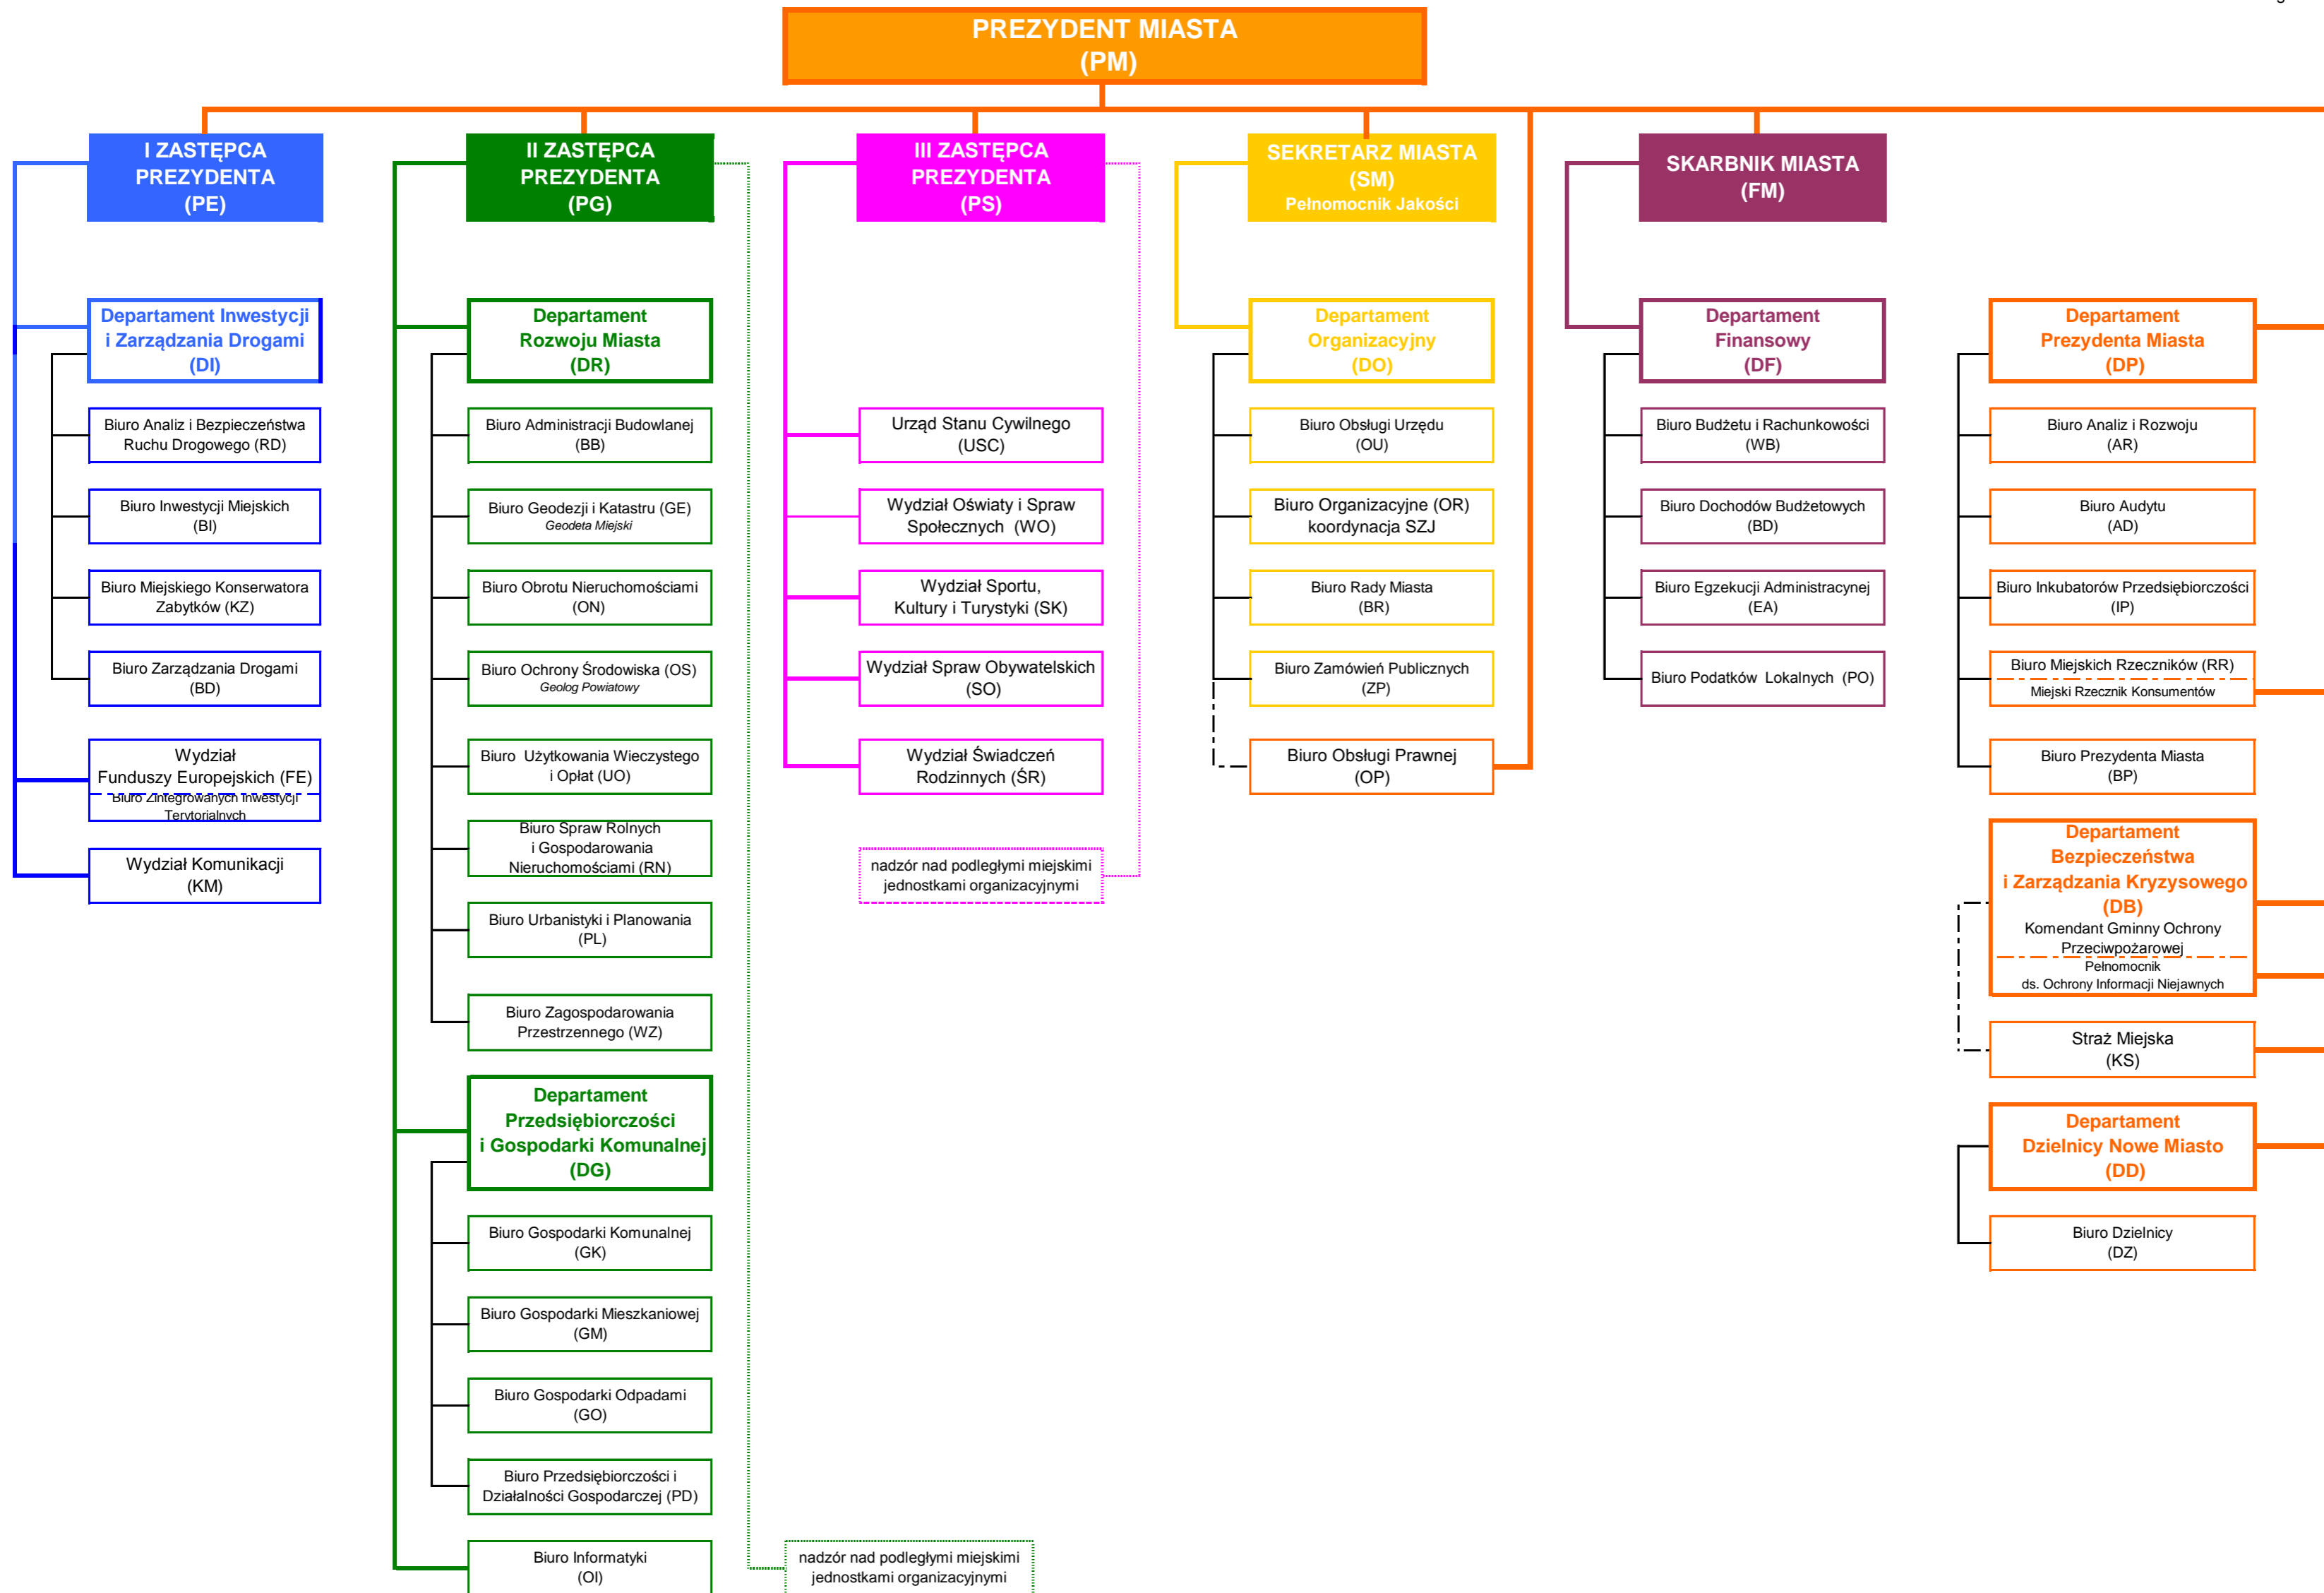 PREZYDENT MIASTA
(PM)
I ZASTĘPCA
PREZYDENTA
(PE)
Departament Inwestycji
i Zarządzania Drogami
(DI)
Biuro Analiz i Bezpieczeństwa
Ruchu Drogowego (RD)
Biuro Inwestycji Miejskich
(BI)
Biuro Miejskiego Konserwatora
Zabytków (KZ)
Biuro Zarządzania Drogami
(BD)
Wydział
Funduszy Europejskich (FE)
Biuro Zintegrowanych Inwestycji
Terytorialnych
Wydział Komunikacji
(KM)
II ZASTĘPCA
PREZYDENTA
(PG)
Departament
Rozwoju Miasta
(DR)
Biuro Administracji Budowlanej
(BB)
Biuro Geodezji i Katastru (GE)
Geodeta Miejski
Biuro Obrotu Nieruchomościami
(ON)
Biuro Ochrony Środowiska (OS)
Geolog Powiatowy
Biuro Użytkowania Wieczystego
i Opłat (UO)
Biuro Spraw Rolnych
i Gospodarowania
Nieruchomościami (RN)
Biuro Urbanistyki i Planowania
(PL)
Biuro Zagospodarowania
Przestrzennego (WZ)
Departament
Przedsiębiorczości
i Gospodarki Komunalnej
(DG)
Biuro Gospodarki Komunalnej
(GK)
Biuro Gospodarki Mieszkaniowej
(GM)
Biuro Gospodarki Odpadami
(GO)
Biuro Przedsiębiorczości i
Działalności Gospodarczej (PD)
Biuro Informatyki
(OI)
nadzór nad podległymi miejskimi
jednostkami organizacyjnymi
III ZASTĘPCA
PREZYDENTA
(PS)
Urząd Stanu Cywilnego
(USC)
Wydział Oświaty i Spraw
Społecznych (WO)
Wydział Sportu,
Kultury i Turystyki (SK)
Wydział Spraw Obywatelskich
(SO)
Wydział Świadczeń
Rodzinnych (ŚR)
nadzór nad podległymi miejskimi
jednostkami organizacyjnymi
SEKRETARZ MIASTA
(SM)
Pełnomocnik Jakości
Departament
Organizacyjny
(DO)
Biuro Obsługi Urzędu
(OU)
Biuro Organizacyjne (OR)
koordynacja SZJ
Biuro Rady Miasta
(BR)
Biuro Zamówień Publicznych
(ZP)
Biuro Obsługi Prawnej
(OP)
SKARBNIK MIASTA
(FM)
Departament
Finansowy
(DF)
Biuro Budżetu i Rachunkowości
(WB)
Biuro Dochodów Budżetowych
(BD)
Biuro Egzekucji Administracynej
(EA)
Biuro Podatków Lokalnych (PO)
Departament
Prezydenta Miasta
(DP)
Biuro Analiz i Rozwoju
(AR)
Biuro Audytu
(AD)
Biuro Inkubatorów Przedsiębiorczości
(IP)
Biuro Miejskich Rzeczników (RR)
Miejski Rzecznik Konsumentów
Biuro Prezydenta Miasta
(BP)
Departament
Bezpieczeństwa
i Zarządzania Kryzysowego
(DB)
Komendant Gminny Ochrony
Przeciwpożarowej
Pełnomocnik
ds. Ochrony Informacji Niejawnych
Straż Miejska
(KS)
Departament
Dzielnicy Nowe Miasto
(DD)
Biuro Dzielnicy
(DZ)